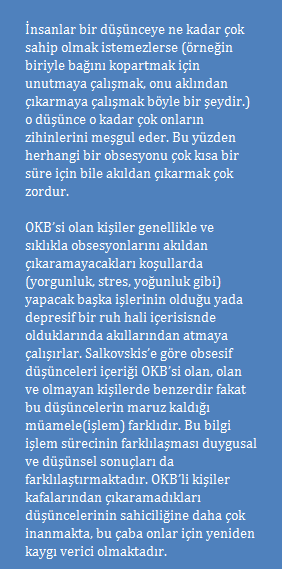 İnsanlar bir düşünceye ne kadar çok
sahip olmak istemezlerse (örneğin
biriyle bağını kopartmak için
unutmaya çalışmak, onu aklından
çıkarmaya çalışmak böyle bir şeydir.)
o düşünce o kadar çok onların
zihinlerini meşgul eder. Bu yüzden
herhangi bir obsesyonu çok kısa bir
süre için bile akıldan çıkarmak çok
zordur.

OKB’si olan kişiler genellikle ve
sıklıkla obsesyonlarını akıldan
çıkaramayacakları koşullarda
(yorgunluk, stres, yoğunluk gibi)
yapacak başka işlerinin olduğu yada
depresif bir ruh hali içerisisnde
olduklarında akıllarından atmaya
çalışırlar. Salkovskis’e göre obsesif
düşünceleri içeriği OKB’si olan, olan
ve olmayan kişilerde benzerdir fakat
bu düşüncelerin maruz kaldığı
müamele(işlem) farklıdır. Bu bilgi
işlem sürecinin farklılaşması duygusal
ve düşünsel sonuçları da
farklılaştırmaktadır. OKB’li kişiler
kafalarından çıkaramadıkları
düşüncelerinin sahiciliğine daha çok
inanmakta, bu çaba onlar için yeniden
kaygı verici olmaktadır.